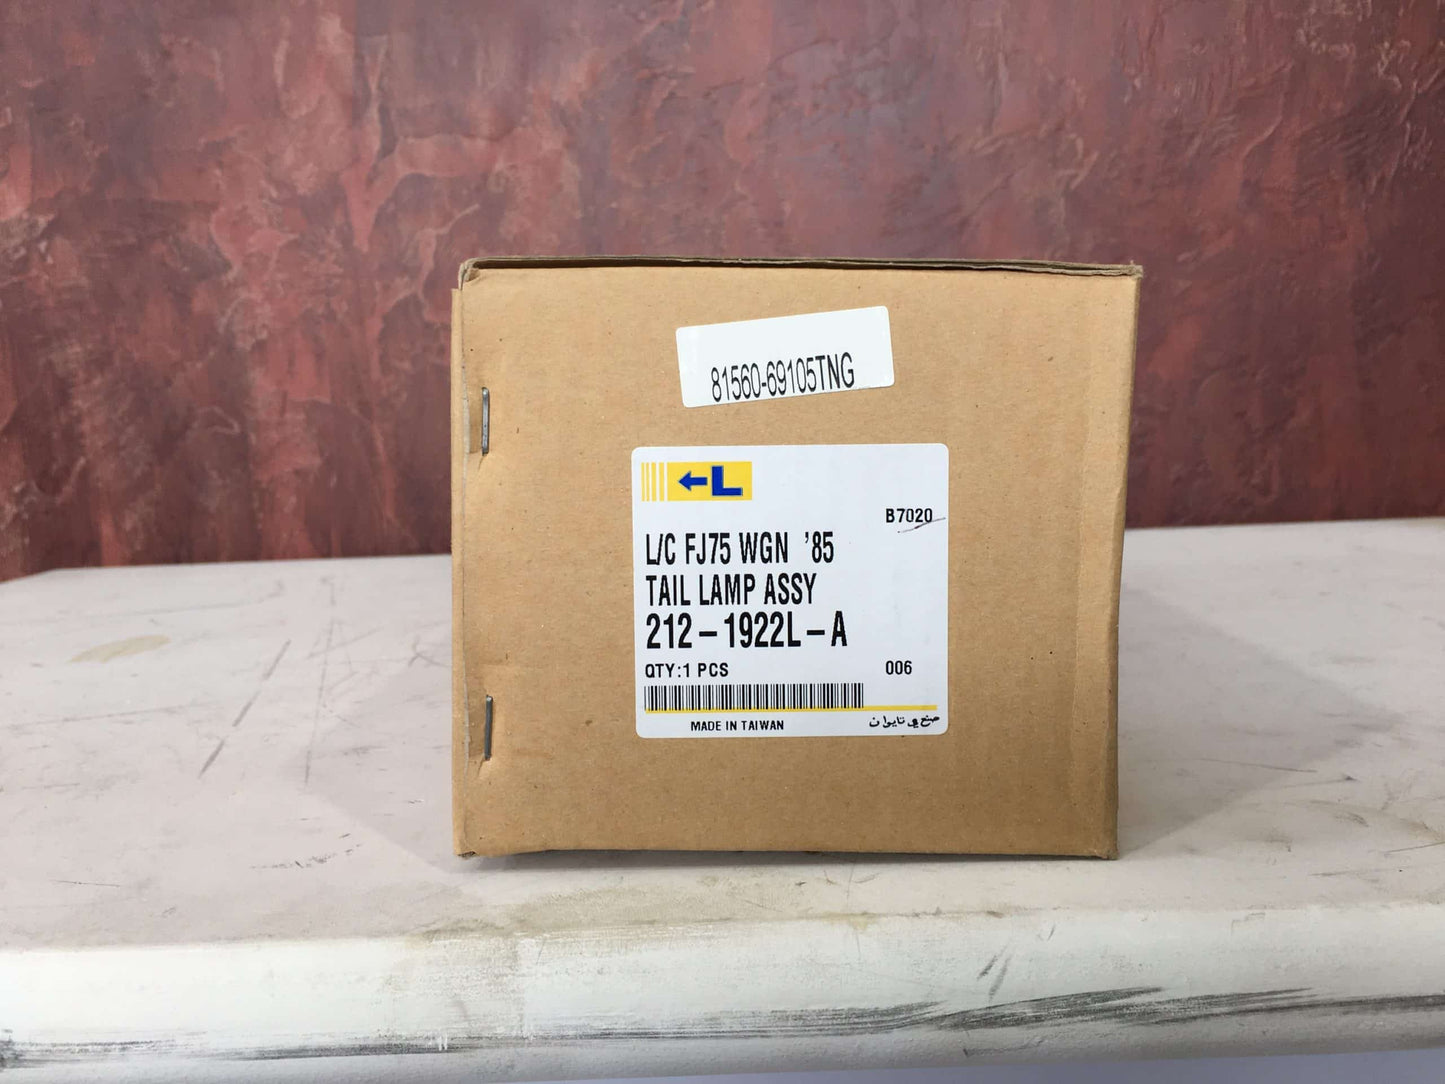 81560-69105TNG
L
B7020
L/C FJ75 WGN '85
TAIL LAMP ASSY
212-1922L-A
QTY:1 PCS 006
MADE IN TAIWAN صنع في تايوان